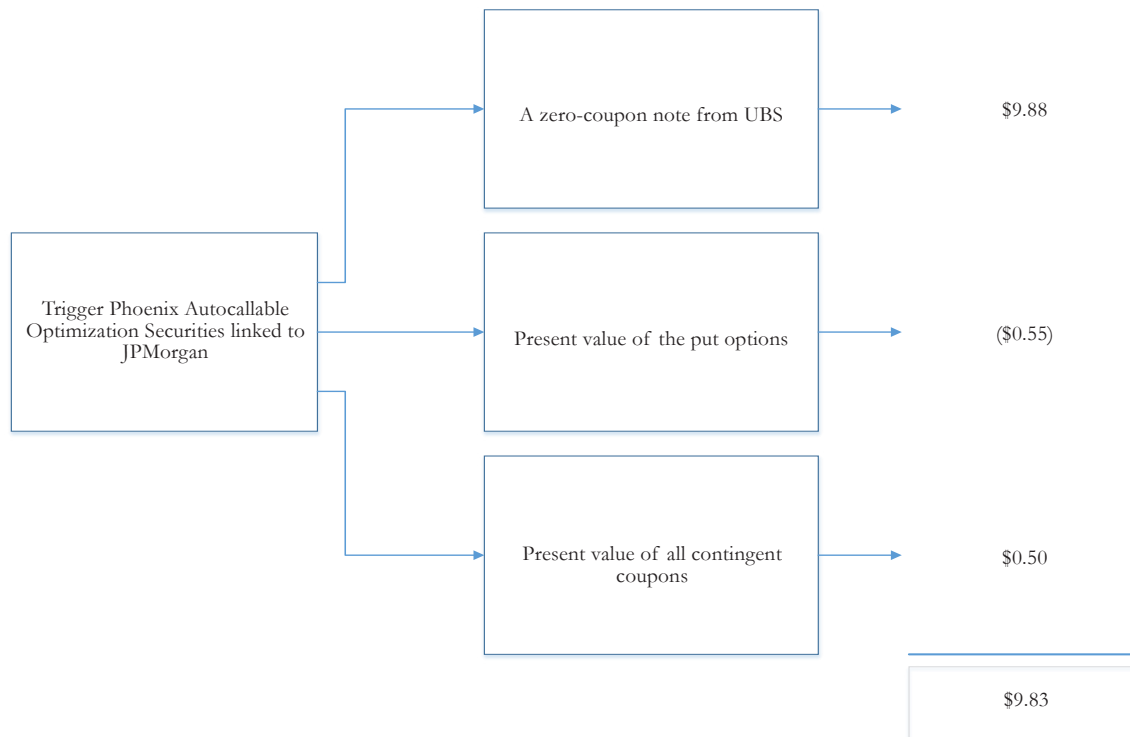 A zero-coupon note from UBS
$9.88
Trigger Phoenix Autocallable
Optimization Securities linked to
JPMorgan
Present value of the put options
($0.55)
Present value of all contingent
coupons
$0.50
$9.83